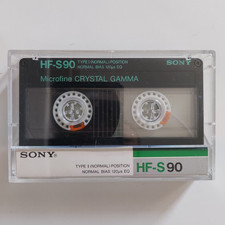 HF-S90 TYPE I (NORMAL) POSITION
NORMAL BIAS 120μs EQ
Microfine CRYSTAL GAMMA
SONY
TYPE I (NORMAL) POSITION
NORMAL BIAS 120μs EQ
HF-S90